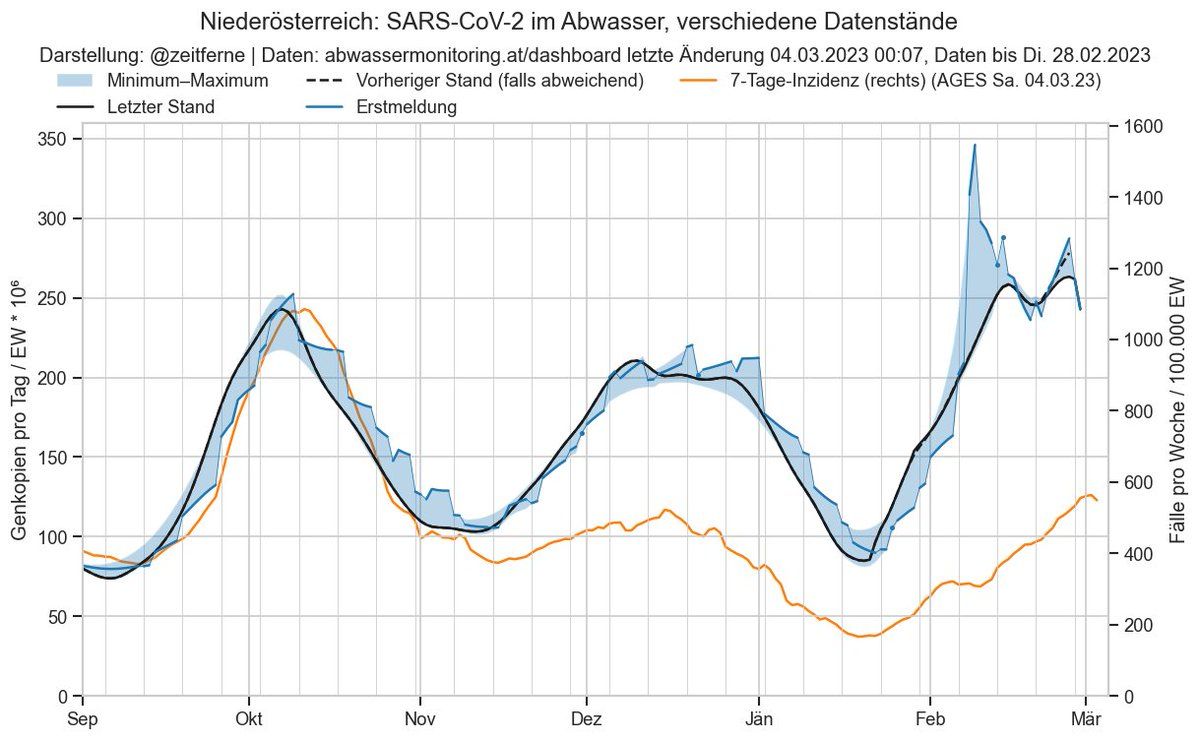 Niederösterreich: SARS-CoV-2 im Abwasser, verschiedene Datenstände
Darstellung: @zeitferne | Daten: abwassermonitoring.at/dashboard letzte Änderung 04.03.2023 00:07, Daten bis Di. 28.02.2023
Minimum–Maximum
Vorheriger Stand (falls abweichend)
7-Tage-Inzidenz (rechts) (AGES Sa. 04.03.23)
Letzter Stand
Erstmeldung
Genkopien pro Tag / EW * 10⁶
350
300
250
200
150
100
50
0
Sep
Okt
Nov
Dez
Jän
Feb
Mär
1600
1400
1200
1000
800
600
400
200
0
Fälle pro Woche / 100.000 EW